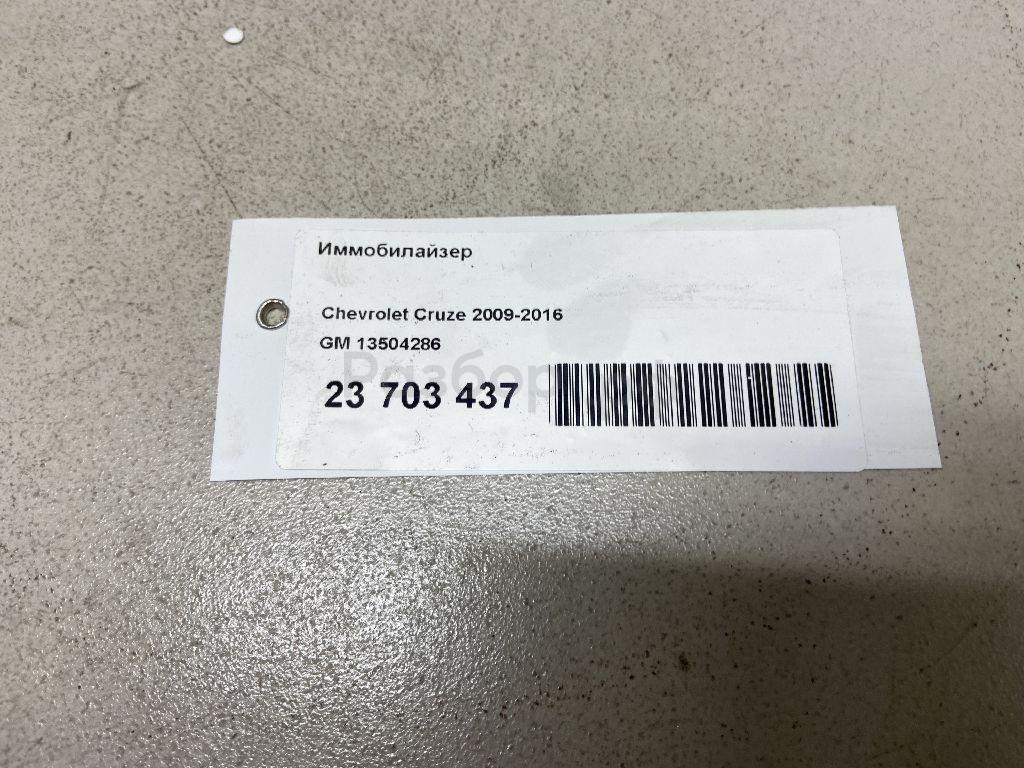 Иммобилайзер
Chevrolet Cruze 2009-2016
GM 13504286
23 703 437